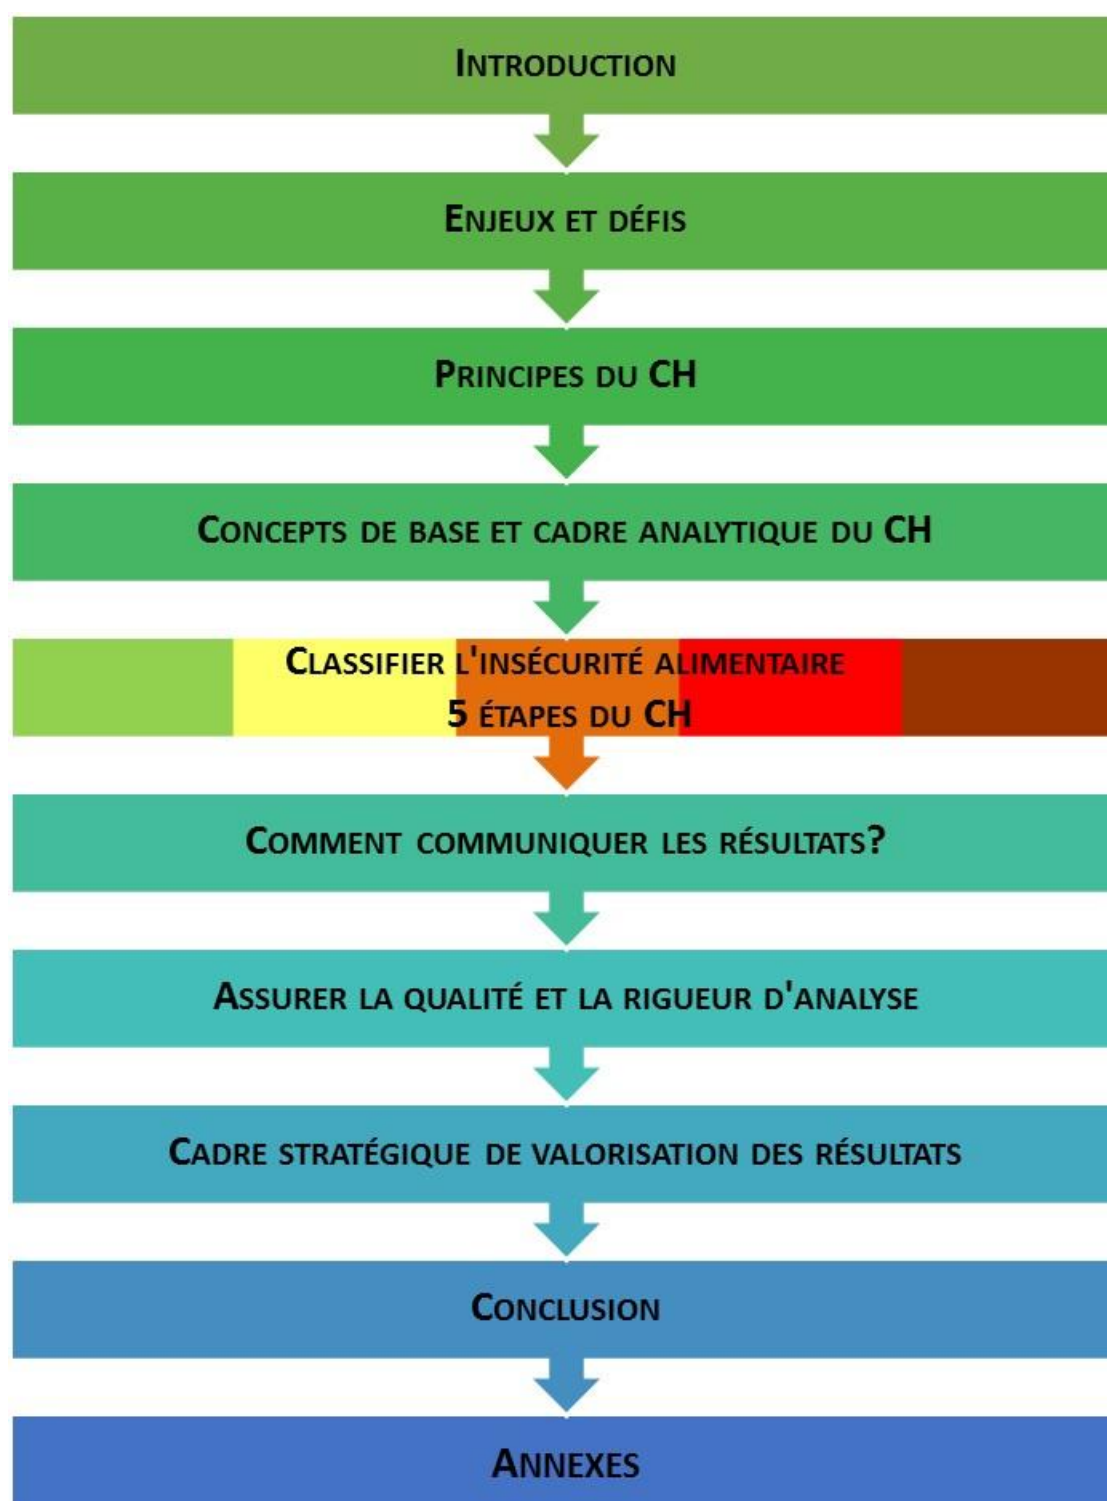 INTRODUCTION
ENJEUX ET DÉFIS
PRINCIPES DU CH
CONCEPTS DE BASE ET CADRE ANALYTIQUE DU CH
CLASSIFIER L'INSÉCURITÉ ALIMENTAIRE
5 ÉTAPES DU CH
COMMENT COMMUNIQUER LES RÉSULTATS?
ASSURER LA QUALITÉ ET LA RIGUEUR D'ANALYSE
CADRE STRATÉGIQUE DE VALORISATION DES RÉSULTATS
CONCLUSION
ANNEXES